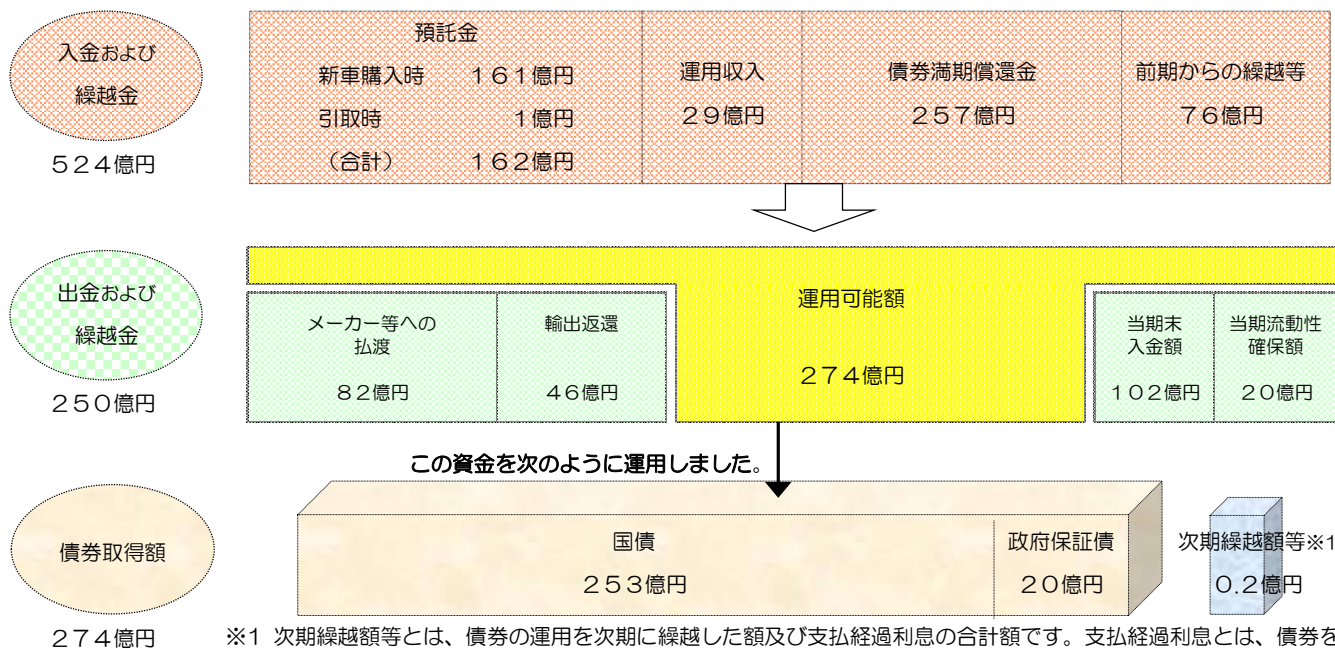 入金および
繰越金
524億円
預託金
新車購入時 161億円
引取時 1億円
(合計) 162億円
運用収入
29億円
債券満期償還金
257億円
前期からの繰越等
76億円
出金および
繰越金
250億円
メーカー等への
払渡
82億円
輸出返還
46億円
運用可能額
274億円
当期末
入金額
102億円
当期流動性
確保額
20億円
この資金を次のように運用しました。
債券取得額
274億円
国債
253億円
政府保証債
20億円
次期繰越額等※1
0.2億円
※1 次期繰越額等とは、債券の運用を次期に繰越した額及び支払経過利息の合計額です。支払経過利息とは、債券を